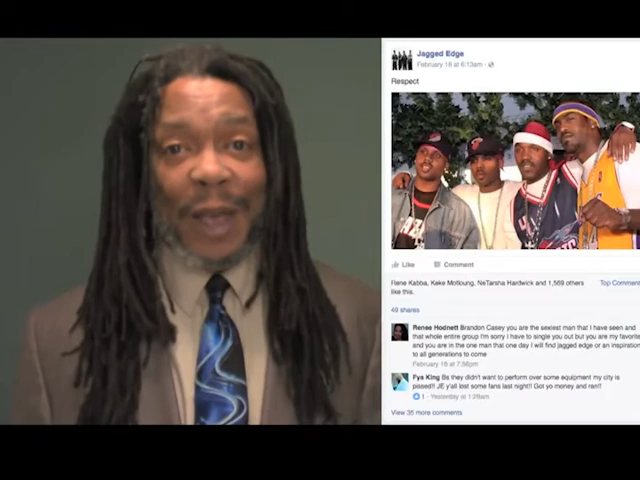 Jagged Edge
February 18 at 6:13am
Respect
Like
Comment
Rene Kabba, Keke Motloung, NeTarsha Hardwick and 1,569 others
like this.
Top Comment
48 shares
Renee Hodnett Brandon Casey you are the sexiest man that I have seen and
that whole entire group I'm sorry I have to single you out but you are my favorite
and you are in the one man that one day I will find jagged edge or an inspiration
to all generations to come
February 18 at 7:58pm
Fya King Bs they didn't want to perform over some equipment my city is
pissed!! JE y'all lost some fans last night!! Got yo money and ran!!
1 · Yesterday at 1:28am
View 35 more comments